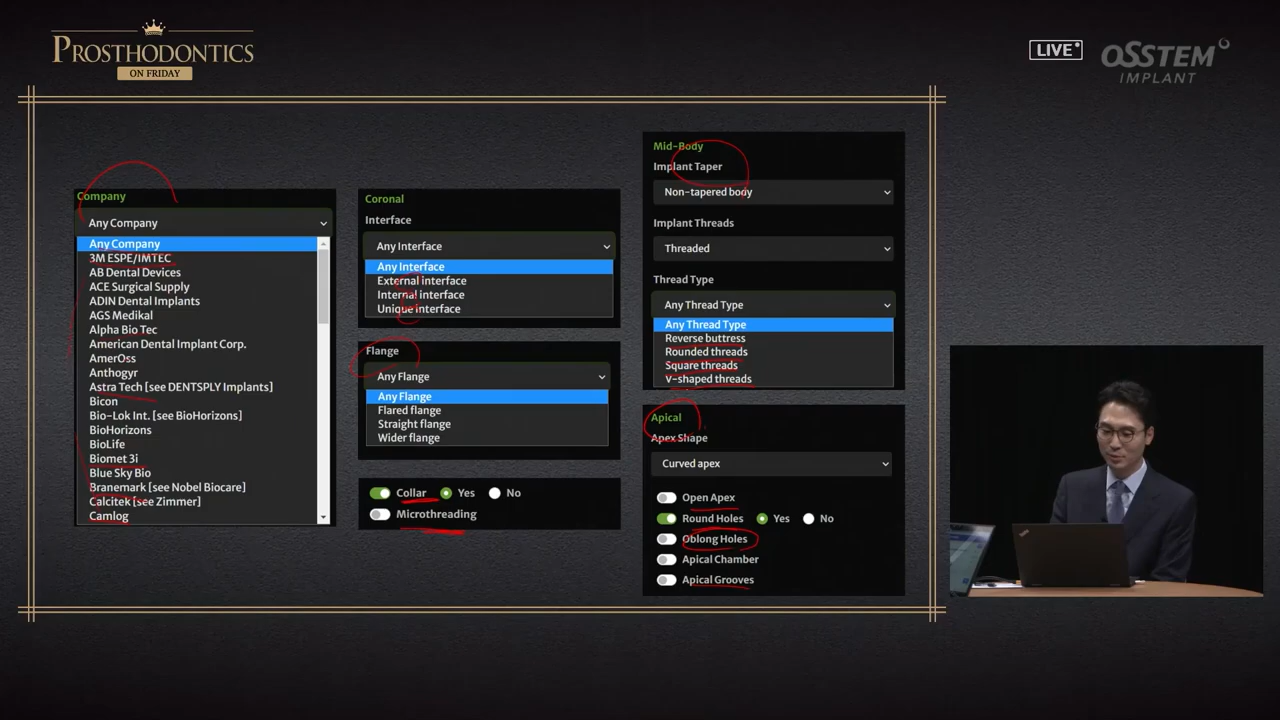 PROSTHODONTICS
ON FRIDAY
LIVE
OSSTEM
IMPLANT
Company
Any Company
Any Company
3M ESPE/IMTEC
AB Dental Devices
ACE Surgical Supply
ADIN Dental Implants
AGS Medikal
Alpha Bio Tec
American Dental Implant Corp.
AmerOss
Anthogyr
Astra Tech [see DENTSPLY Implants]
Bicon
Bio-Lok Int. [see BioHorizons]
BioHorizons
BioLife
Biomet 3i
Blue Sky Bio
Branemark [see Nobel Biocare]
Calcitek [see Zimmer]
Camlog
Coronal
Interface
Any Interface
Any Interface
External interface
Internal interface
Unique interface
Flange
Any Flange
Any Flange
Flared flange
Straight flange
Wider flange
Collar Yes No
Microthreading
Mid-Body
Implant Taper
Non-tapered body
Implant Threads
Threaded
Thread Type
Any Thread Type
Any Thread Type
Reverse buttress
Rounded threads
Square threads
V-shaped threads
Apical
Apex Shape
Curved apex
Open Apex
Round Holes Yes No
Oblong Holes
Apical Chamber
Apical Grooves